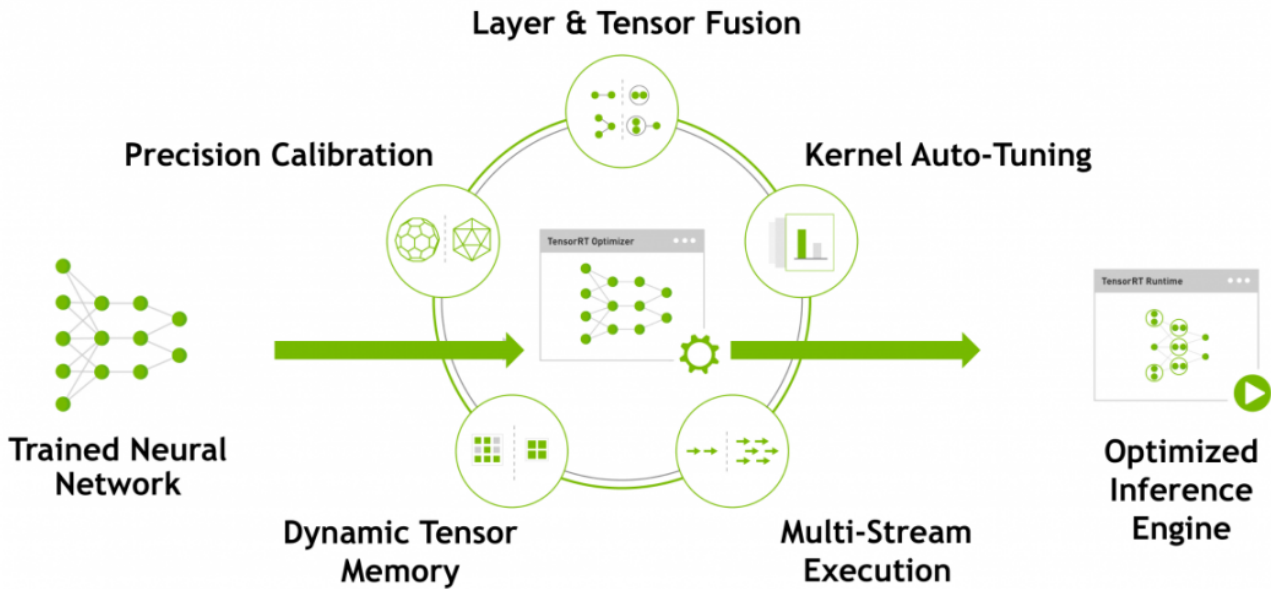 Layer & Tensor Fusion
Precision Calibration
Kernel Auto-Tuning
TensorRT Optimizer
TensorRT Runtime
Trained Neural
Network
Dynamic Tensor
Memory
Multi-Stream
Execution
Optimized
Inference
Engine